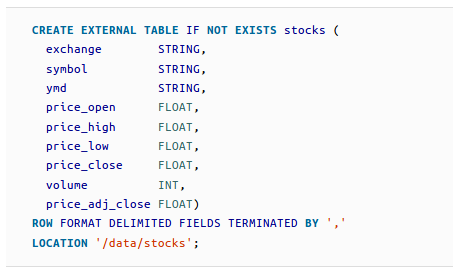 CREATE EXTERNAL TABLE IF NOT EXISTS stocks (
  exchange        STRING,
  symbol          STRING,
  ymd             STRING,
  price_open      FLOAT,
  price_high      FLOAT,
  price_low       FLOAT,
  price_close     FLOAT,
  volume          INT,
  price_adj_close FLOAT)
ROW FORMAT DELIMITED FIELDS TERMINATED BY ','
LOCATION '/data/stocks';